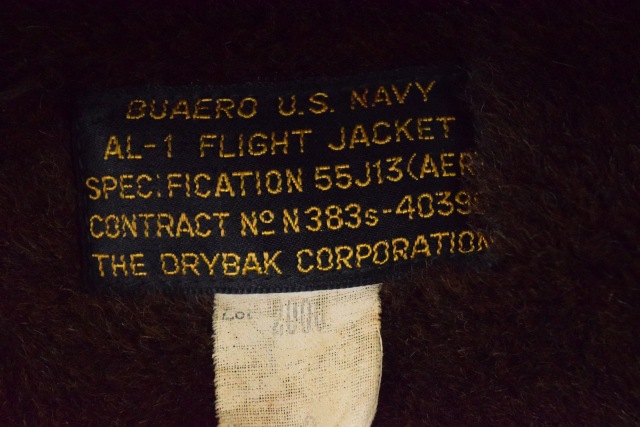 BUAERO U.S. NAVY
AL-1 FLIGHT JACKET
SPECIFICATION 55J13(AER
CONTRACT No N383s-4039
THE DRYBAK CORPORATION